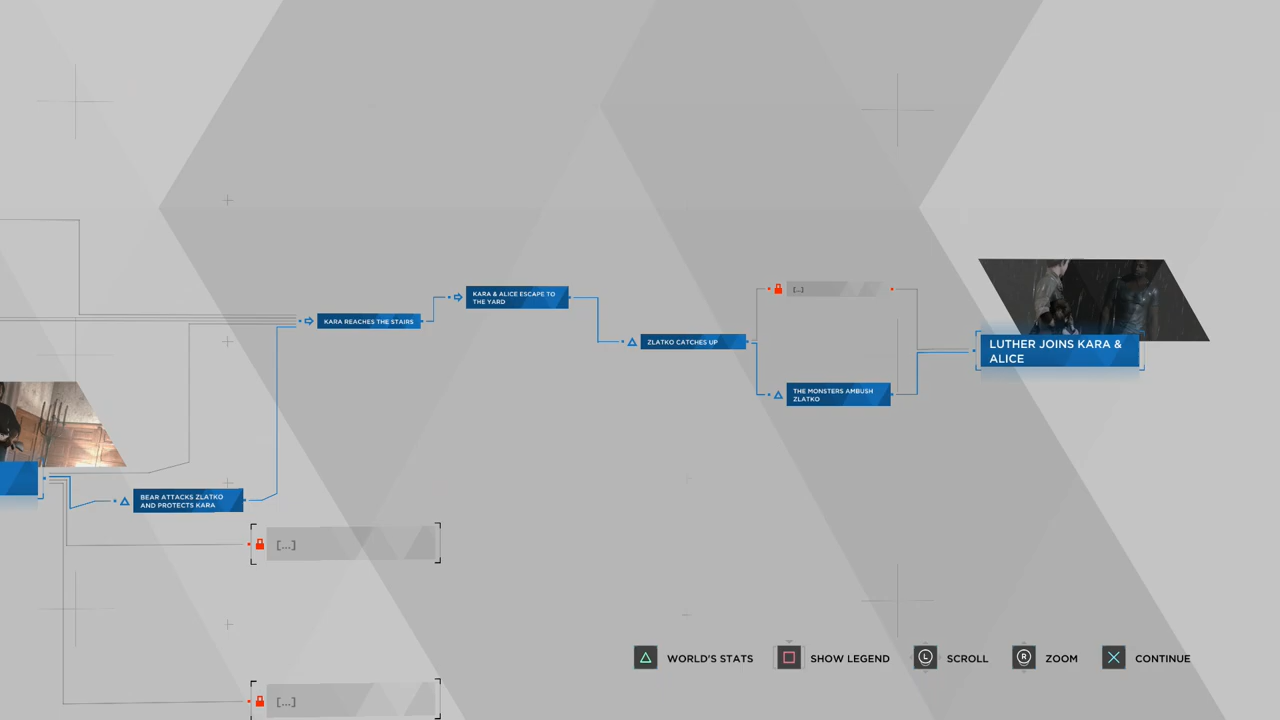 KARA & ALICE ESCAPE TO
THE YARD
[...]
KARA REACHES THE STAIRS
ZLATKO CATCHES UP
LUTHER JOINS KARA &
ALICE
THE MONSTERS AMBUSH
ZLATKO
BEAR ATTACKS ZLATKO
AND PROTECTS KARA
[...]
[...]
L
R
WORLD'S STATS
SHOW LEGEND
SCROLL
ZOOM
CONTINUE